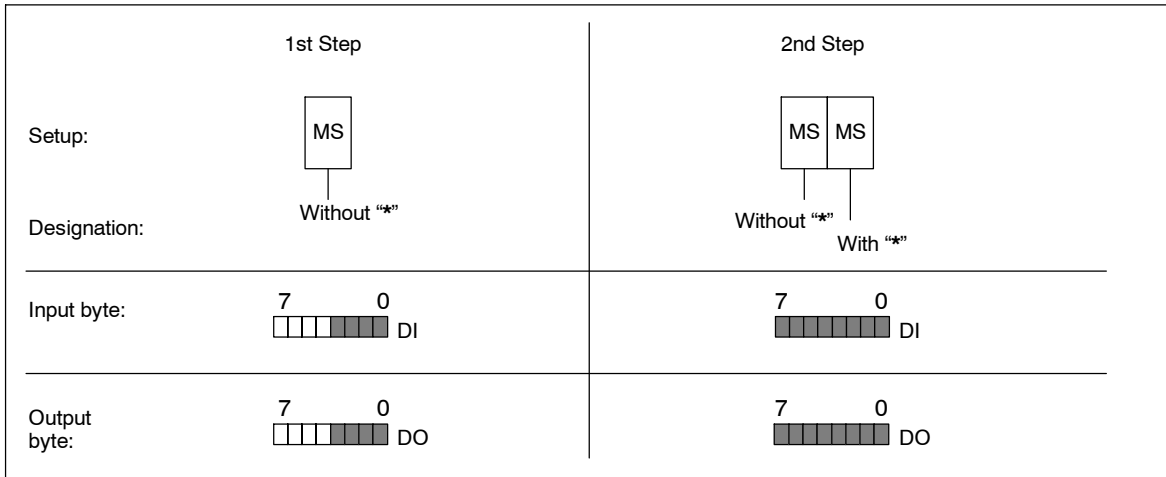 1st Step 2nd Step
Setup: MS MS MS
Without “*”
Designation: Without “*”
With “*”
7 0 7 0
Input byte: DI DI
7 0 7 0
Output
byte: DO DO